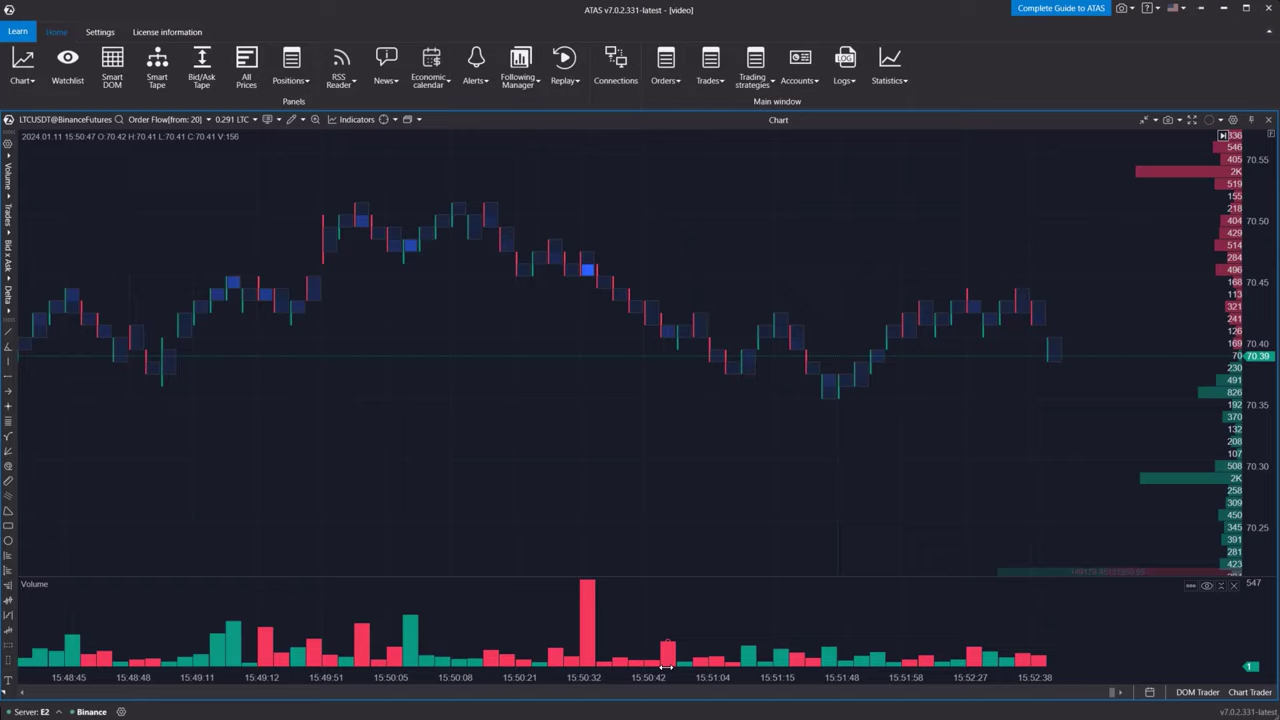 ATAS v7.0.2.331-latest - [video]
Complete Guide to ATAS
Learn
Home
Settings
License information
Chart
Watchlist
Smart DOM
Smart Tape
Bid/Ask Tape
All Prices
Positions
RSS Reader
News
Economic calendar
Alerts
Following Manager
Replay
Connections
Orders
Trades
Trading strategies
Accounts
LOG
Logs
Statistics
Panels
Main window
LTCUSDT@BinanceFutures
Order Flow[from: 20]
0.291 LTC
Indicators
Chart
2024 01.11 15:50:47 O:70.42 H:70.41 L:70.41 C:70.41 V:156
Volume
Trades
Bid x Ask
Delta
336
546
405
2K
519
155
218
404
429
514
284
496
168
113
321
241
126
169
70
230
491
826
192
370
132
208
107
508
2K
258
309
450
345
391
281
423
70.55
70.50
70.45
70.40
70.39
70.35
70.30
70.25
Volume
547
1
15:48:45
15:48:48
15:49:11
15:49:12
15:49:51
15:50:05
15:50:08
15:50:21
15:50:32
15:50:42
15:51:04
15:51:15
15:51:48
15:51:58
15:52:27
15:52:38
DOM Trader
Chart Trader
Server: E2
Binance
v7.0.2.331-latest